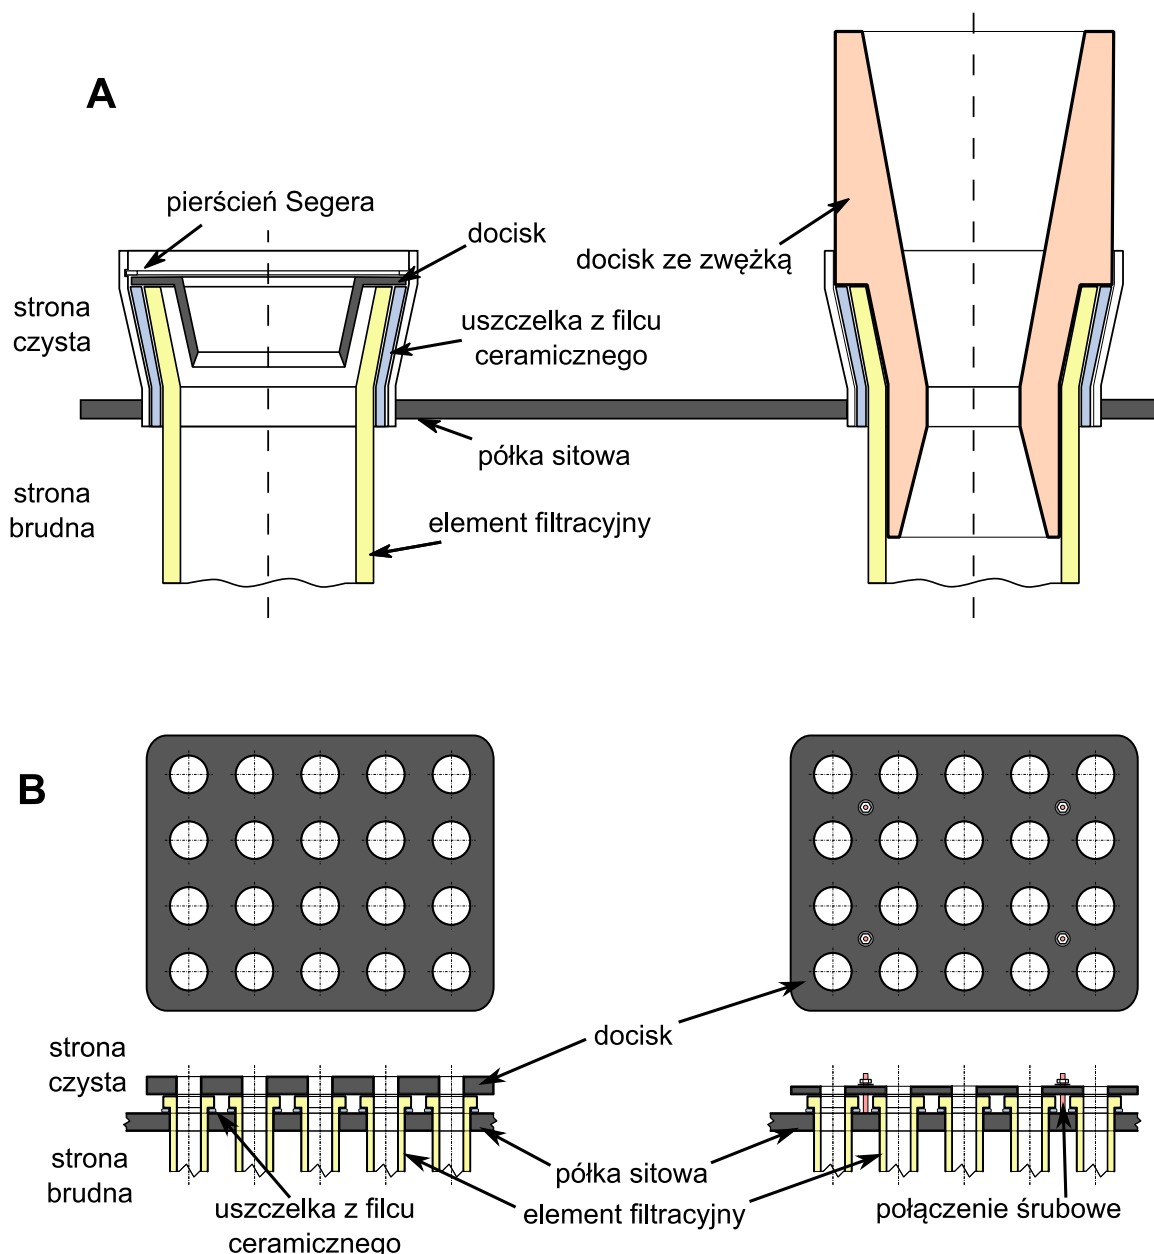 A
pierścień Segera
docisk
docisk ze zwężką
strona
czysta
uszczelka z filcu
ceramicznego
półka sitowa
strona
brudna
element filtracyjny
B
docisk
strona
czysta
strona
brudna
półka sitowa
uszczelka z filcu
ceramicznego
element filtracyjny
połączenie śrubowe